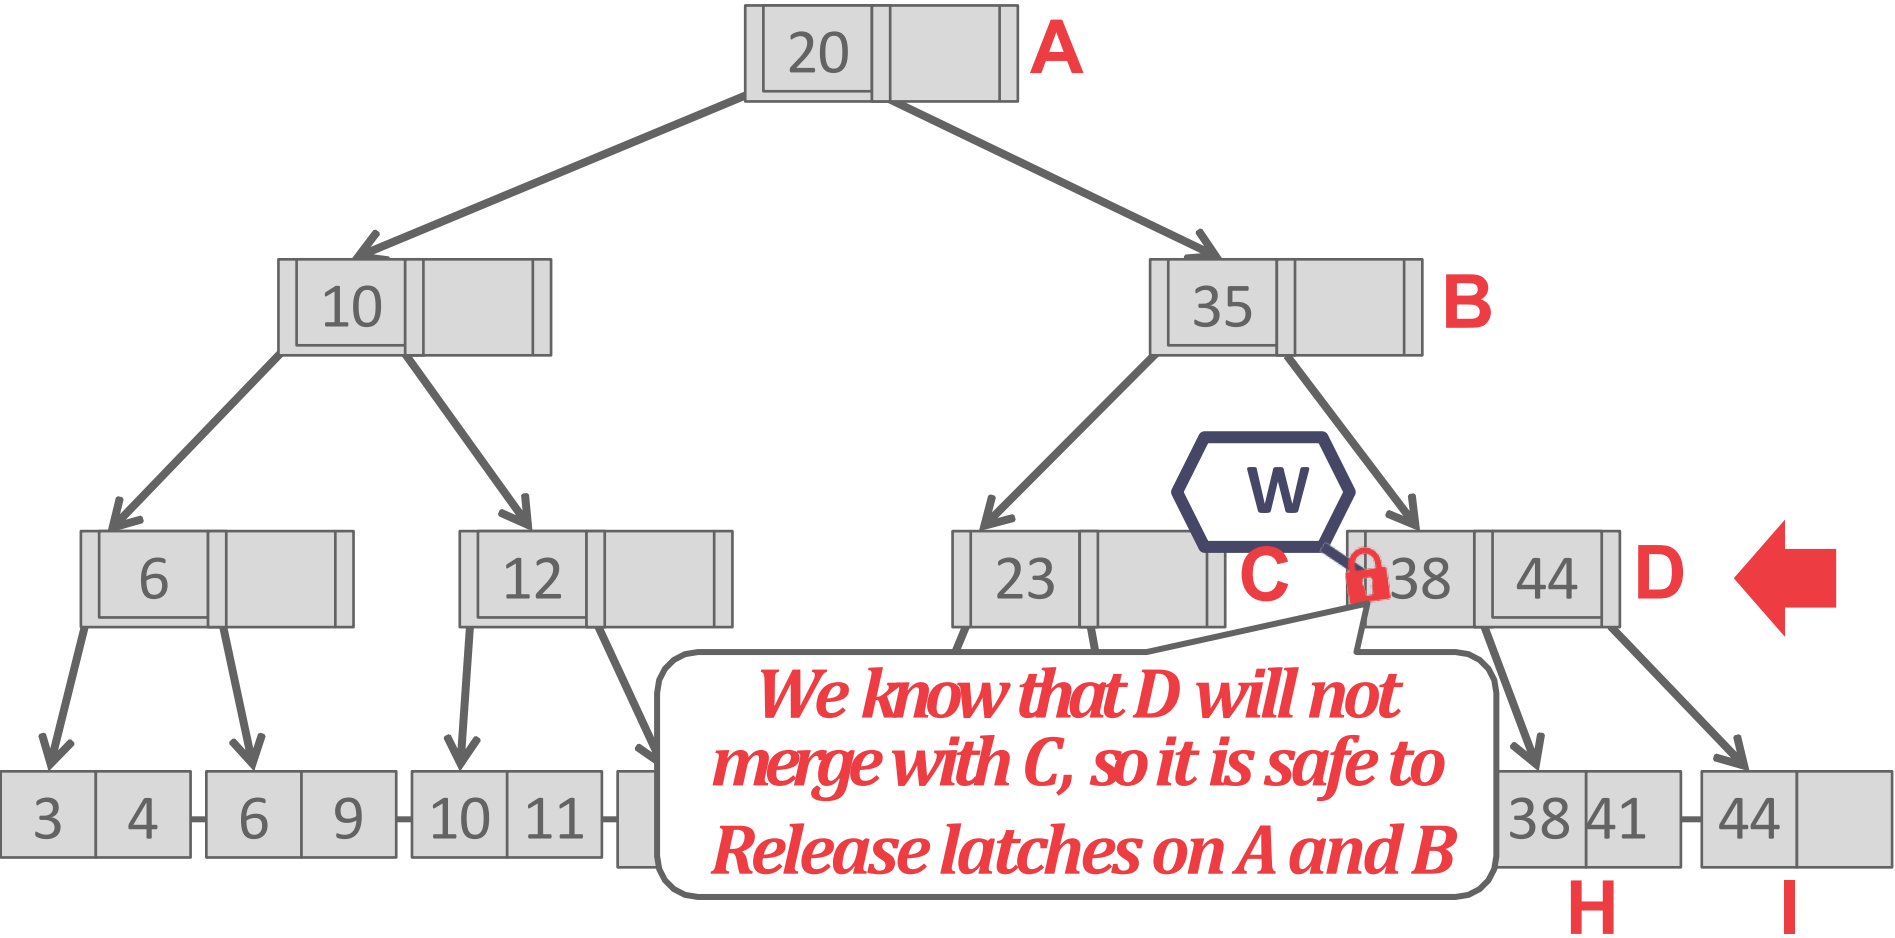 20 A
10 35 B
W
6 12 23 C 38 44 D
We know that D will not
merge with C, so it is safe to
Release latches on A and B
3 4 6 9 10 11 38 41 44
H I